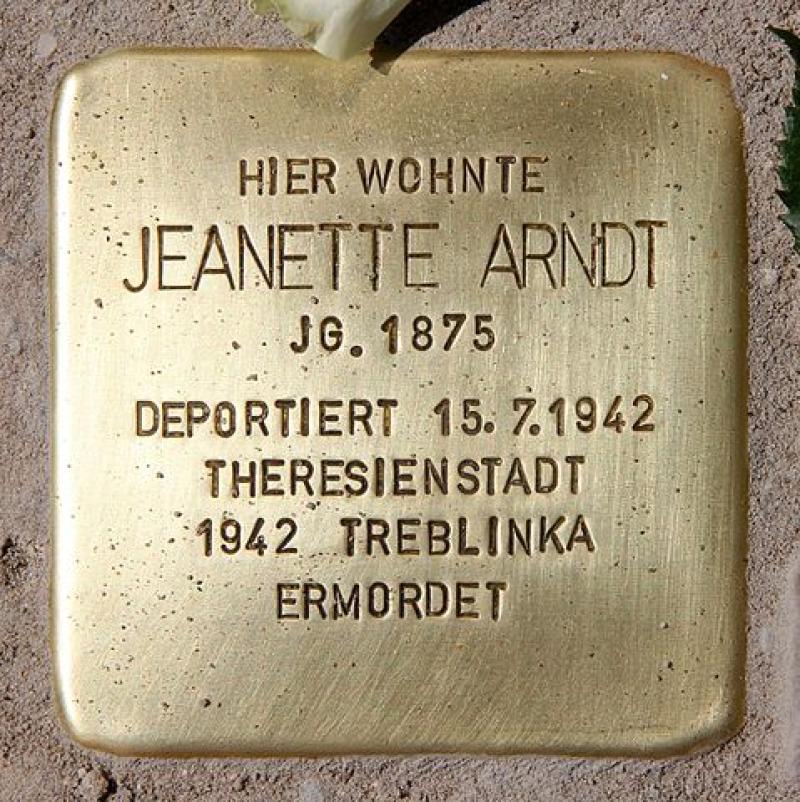 HIER WOHNTE
JEANETTE ARNDT
JG. 1875
DEPORTIERT 15.7.1942
THERESIENSTADT
1942 TREBLINKA
ERMORDET